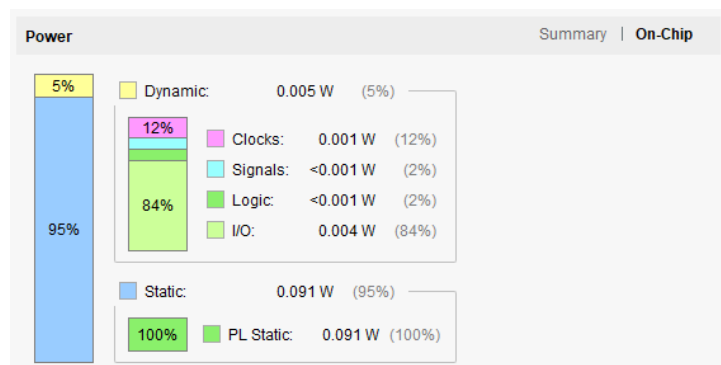 Power Summary | On-Chip
5% Dynamic: 0.005 W (5%)
12% Clocks: 0.001 W (12%)
Signals: <0.001 W (2%)
84% Logic: <0.001 W (2%)
95% I/O: 0.004 W (84%)
Static: 0.091 W (95%)
100% PL Static: 0.091 W (100%)